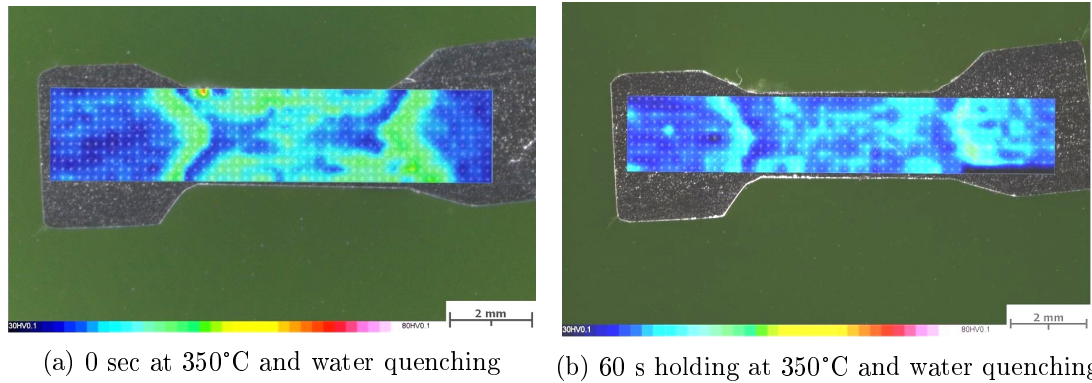 30HV0.1
80HV0.1
2 mm
30HV0.1
80HV0.1
2 mm
(a) 0 sec at 350°C and water quenching
(b) 60 s holding at 350°C and water quenching